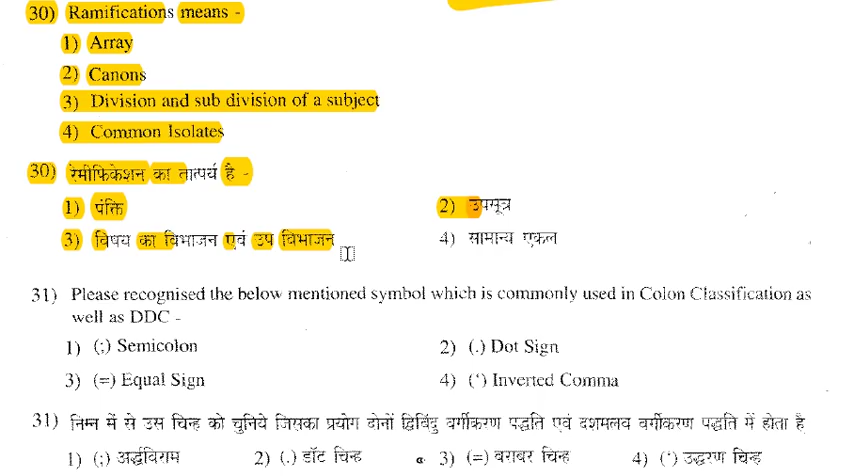 30) Ramifications means -
1) Array
2) Canons
3) Division and sub division of a subject
4) Common Isolates
30) रेमीफिकेशन का तात्पर्य है -
1) पंक्ति 2) उपसूत्र
3) विषय का विभाजन एवं उप विभाजन 4) सामान्य एकल
31) Please recognised the below mentioned symbol which is commonly used in Colon Classification as
well as DDC -
1) (;) Semicolon 2) (.) Dot Sign
3) (=) Equal Sign 4) (‘) Inverted Comma
31) निम्न में से उस चिन्ह को चुनिये जिसका प्रयोग दोनों द्विबिंदु वर्गीकरण पद्धति एवं दशमलव वर्गीकरण पद्धति में होता है
1) (;) अर्द्धविराम 2) (.) डॉट चिन्ह 3) (=) बराबर चिन्ह 4) (‘) उद्धरण चिन्ह